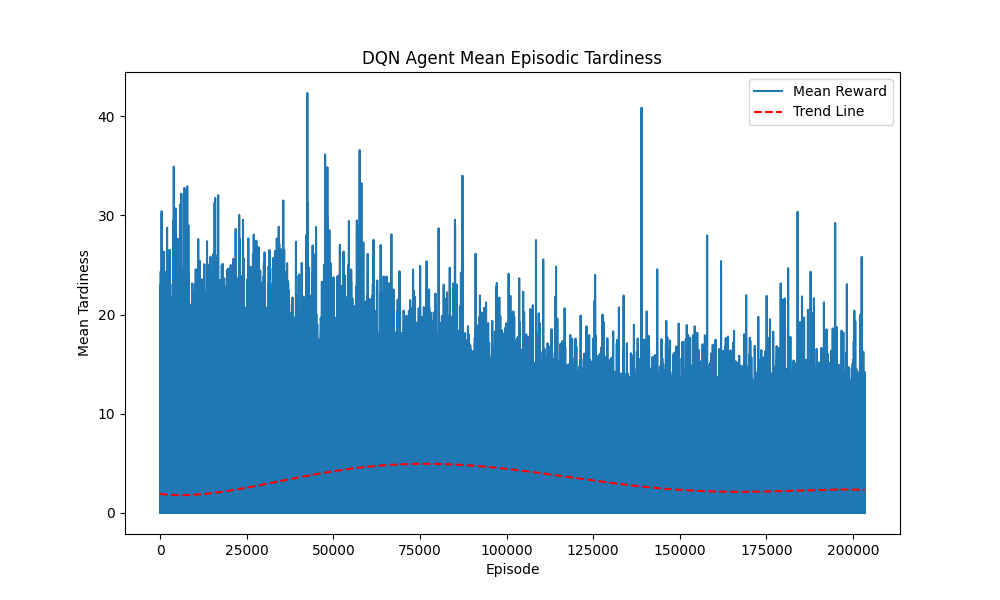 DQN Agent Mean Episodic Tardiness
Mean Reward
Trend Line
40
30
20
10
0
Mean Tardiness
0 25000 50000 75000 100000 125000 150000 175000 200000
Episode